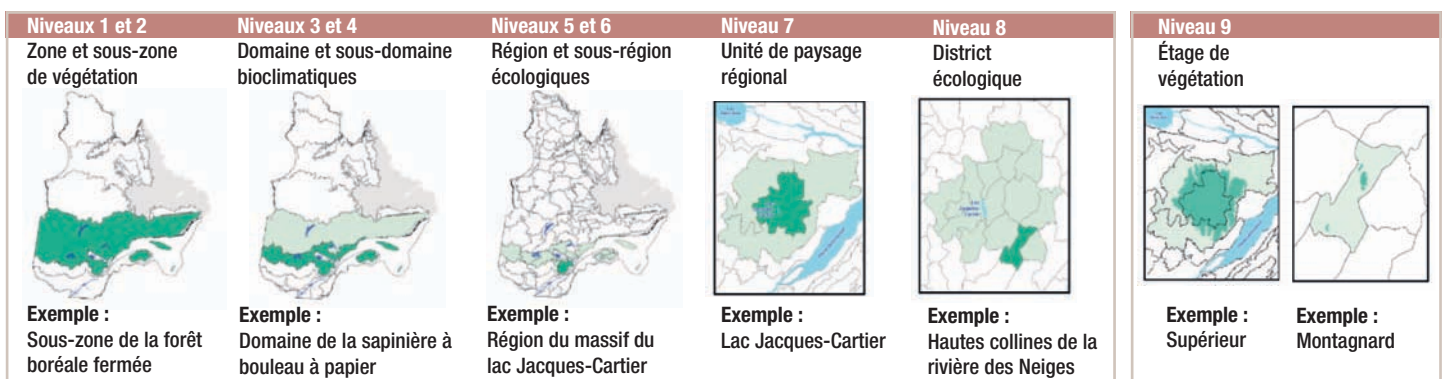 Niveaux 1 et 2
Zone et sous-zone
de végétation
Exemple :
Sous-zone de la forêt
boréale fermée
Niveaux 3 et 4
Domaine et sous-domaine
bioclimatiques
Exemple :
Domaine de la sapinière à
bouleau à papier
Niveaux 5 et 6
Région et sous-région
écologiques
Exemple :
Région du massif du
lac Jacques-Cartier
Niveau 7
Unité de paysage
régional
Exemple :
Lac Jacques-Cartier
Niveau 8
District
écologique
Exemple :
Hautes collines de la
rivière des Neiges
Niveau 9
Étage de
végétation
Exemple :
Supérieur
Exemple :
Montagnard